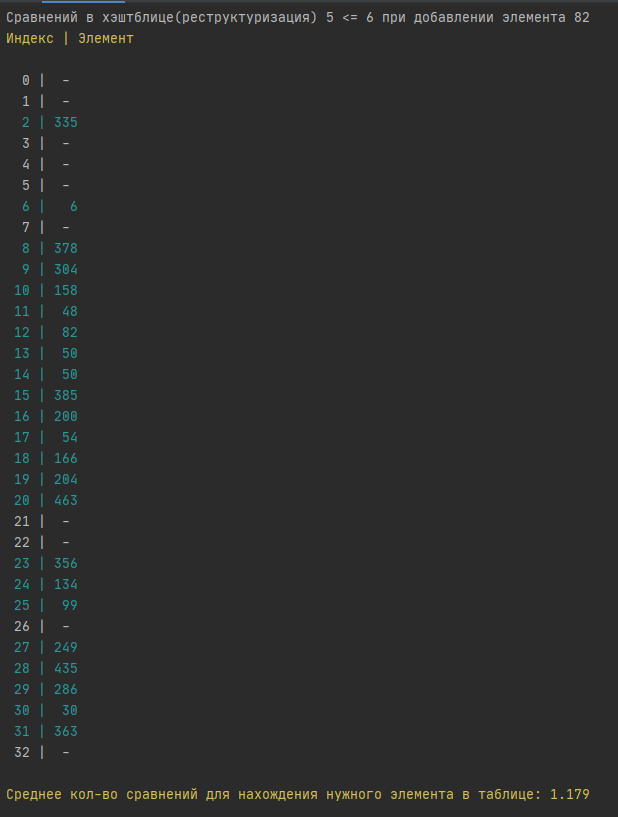 Сравнений в хэштблице(реструктуризация) 5 <= 6 при добавлении элемента 82
Индекс | Элемент
0 | -
1 | -
2 | 335
3 | -
4 | -
5 | -
6 | 6
7 | -
8 | 378
9 | 304
10 | 158
11 | 48
12 | 82
13 | 50
14 | 50
15 | 385
16 | 200
17 | 54
18 | 166
19 | 204
20 | 463
21 | -
22 | -
23 | 356
24 | 134
25 | 99
26 | -
27 | 249
28 | 435
29 | 286
30 | 30
31 | 363
32 | -
Среднее кол-во сравнений для нахождения нужного элемента в таблице: 1.179